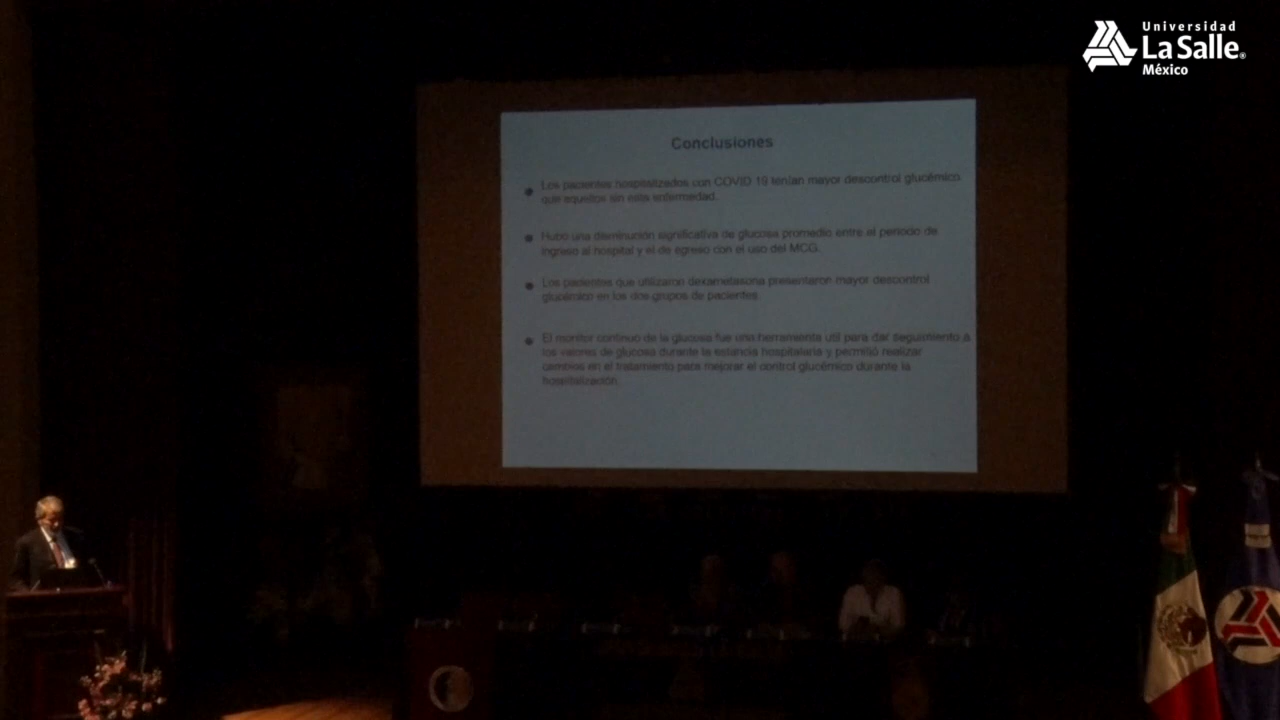 Universidad
La Salle®
México
Conclusiones
Los pacientes hospitalizados con COVID 19 tenían mayor descontrol glucémico
que aquellos sin esta enfermedad.
Hubo una disminución significativa de glucosa promedio entre el periodo de
ingreso al hospital y el de egreso con el uso del MCG.
Los pacientes que utilizaron dexametasona presentaron mayor descontrol
glucémico en los dos grupos de pacientes
El monitor continuo de la glucosa fue una herramienta util para dar seguimiento a
los valores de glucosa durante la estancia hospitalaria y permitió realizar
cambios en el tratamiento para mejorar el control glucémico durante la
hospitalización